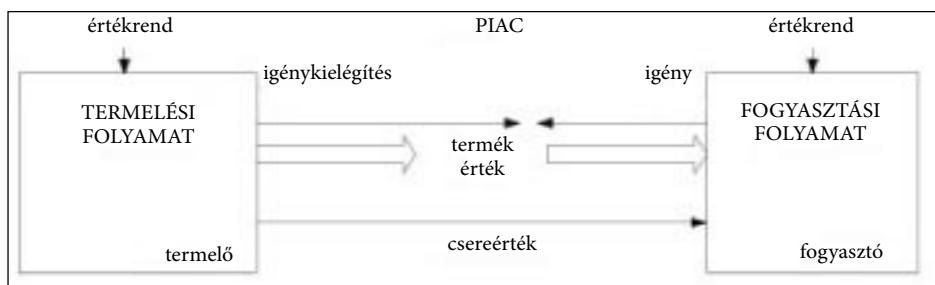 értékrend
PIAC
értékrend
igénykielégítés
igény
TERMELÉSI
FOLYAMAT
FOGYASZTÁSI
FOLYAMAT
termék
érték
csereérték
termelő
fogyasztó